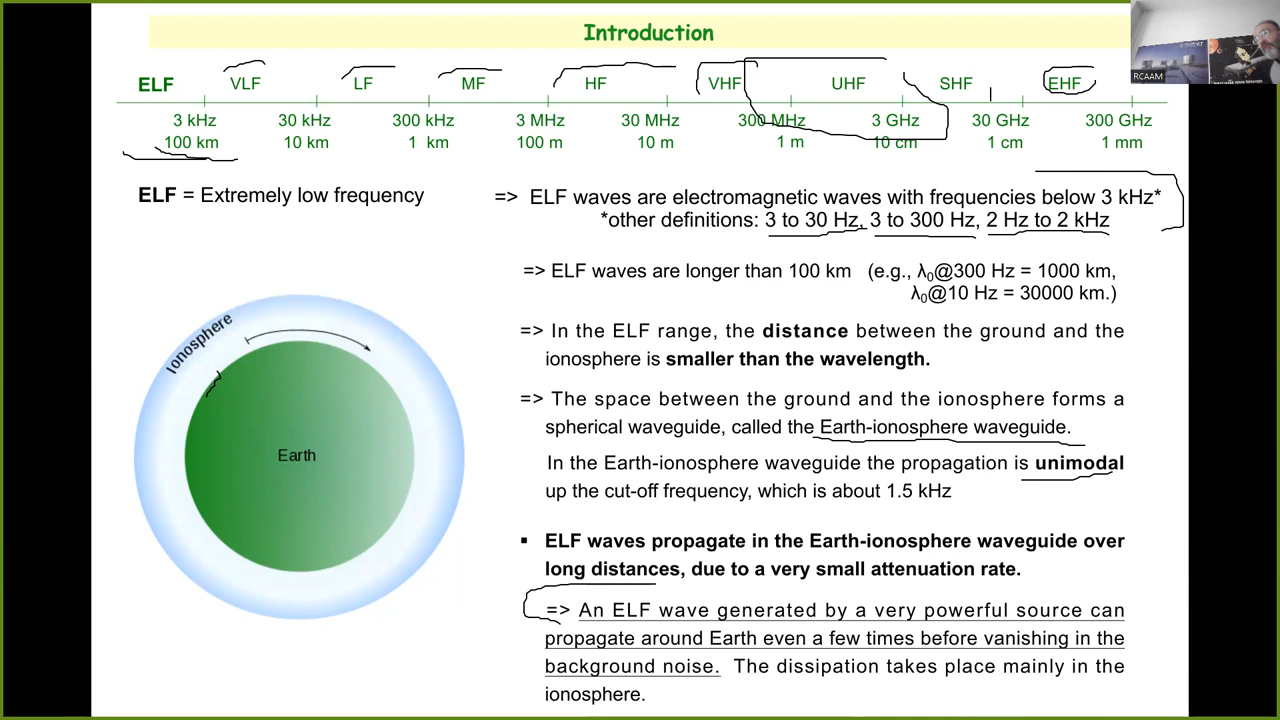 Introduction
ELF VLF LF MF HF VHF UHF SHF EHF
3 kHz 30 kHz 300 kHz 3 MHz 30 MHz 300 MHz 3 GHz 30 GHz 300 GHz
100 km 10 km 1 km 100 m 10 m 1 m 10 cm 1 cm 1 mm
ELF = Extremely low frequency
=> ELF waves are electromagnetic waves with frequencies below 3 kHz*
*other definitions: 3 to 30 Hz, 3 to 300 Hz, 2 Hz to 2 kHz
=> ELF waves are longer than 100 km (e.g., λ₀@300 Hz = 1000 km,
λ₀@10 Hz = 30000 km.)
=> In the ELF range, the distance between the ground and the
ionosphere is smaller than the wavelength.
=> The space between the ground and the ionosphere forms a
spherical waveguide, called the Earth-ionosphere waveguide.
In the Earth-ionosphere waveguide the propagation is unimodal
up the cut-off frequency, which is about 1.5 kHz
▪ ELF waves propagate in the Earth-ionosphere waveguide over
long distances, due to a very small attenuation rate.
=> An ELF wave generated by a very powerful source can
propagate around Earth even a few times before vanishing in the
background noise. The dissipation takes place mainly in the
ionosphere.
Ionosphere
Earth
RCAAM